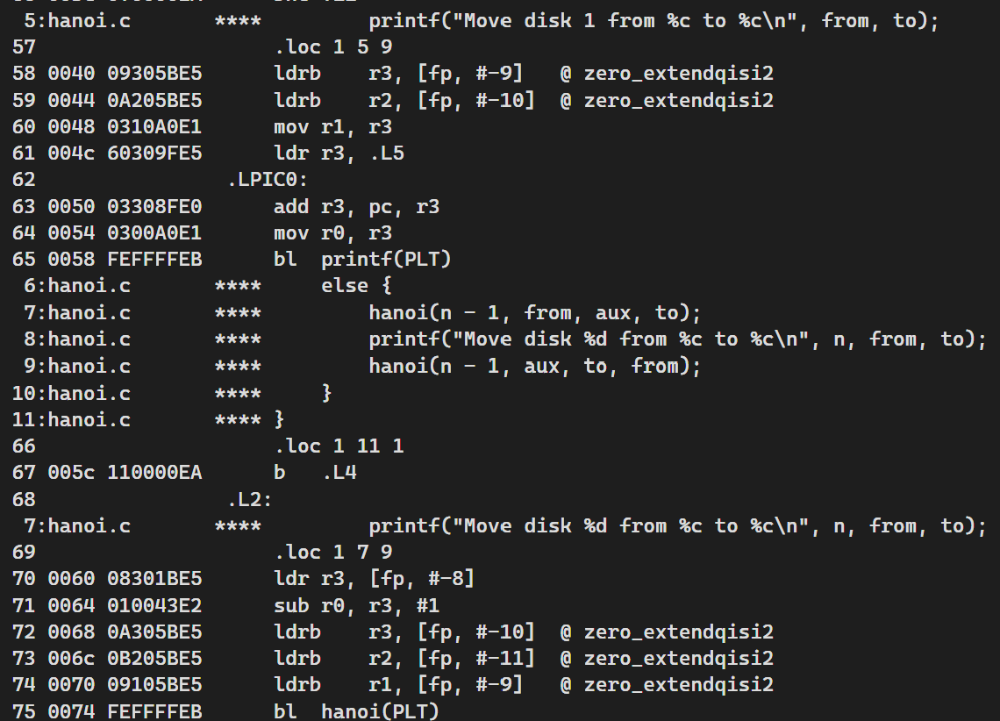 5:hanoi.c **** printf("Move disk 1 from %c to %c\n", from, to);
57 .loc 1 5 9
58 0040 09305BE5 ldrb r3, [fp, #-9] @ zero_extendqisi2
59 0044 0A205BE5 ldrb r2, [fp, #-10] @ zero_extendqisi2
60 0048 0310A0E1 mov r1, r3
61 004c 60309FE5 ldr r3, .L5
62 .LPIC0:
63 0050 03308FE0 add r3, pc, r3
64 0054 0300A0E1 mov r0, r3
65 0058 FEFFFFEB bl printf(PLT)
6:hanoi.c **** else {
7:hanoi.c **** hanoi(n - 1, from, aux, to);
8:hanoi.c **** printf("Move disk %d from %c to %c\n", n, from, to);
9:hanoi.c **** hanoi(n - 1, aux, to, from);
10:hanoi.c **** }
11:hanoi.c **** }
66 .loc 1 11 1
67 005c 110000EA b .L4
68 .L2:
7:hanoi.c **** printf("Move disk %d from %c to %c\n", n, from, to);
69 .loc 1 7 9
70 0060 08301BE5 ldr r3, [fp, #-8]
71 0064 010043E2 sub r0, r3, #1
72 0068 0A305BE5 ldrb r3, [fp, #-10] @ zero_extendqisi2
73 006c 0B205BE5 ldrb r2, [fp, #-11] @ zero_extendqisi2
74 0070 09105BE5 ldrb r1, [fp, #-9] @ zero_extendqisi2
75 0074 FEFFFFEB bl hanoi(PLT)